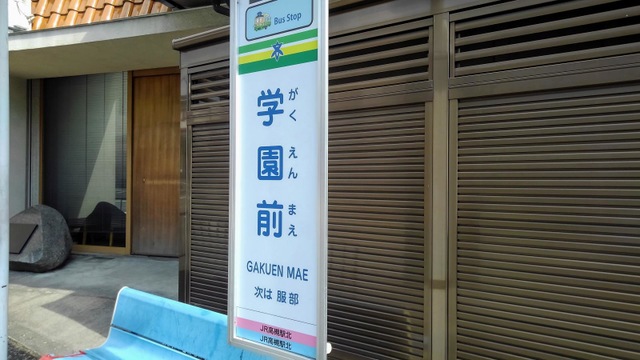 Bus Stop
学園前
がくえんまえ
GAKUEN MAE
次は 服部
JR高槻駅北
JR高槻駅北